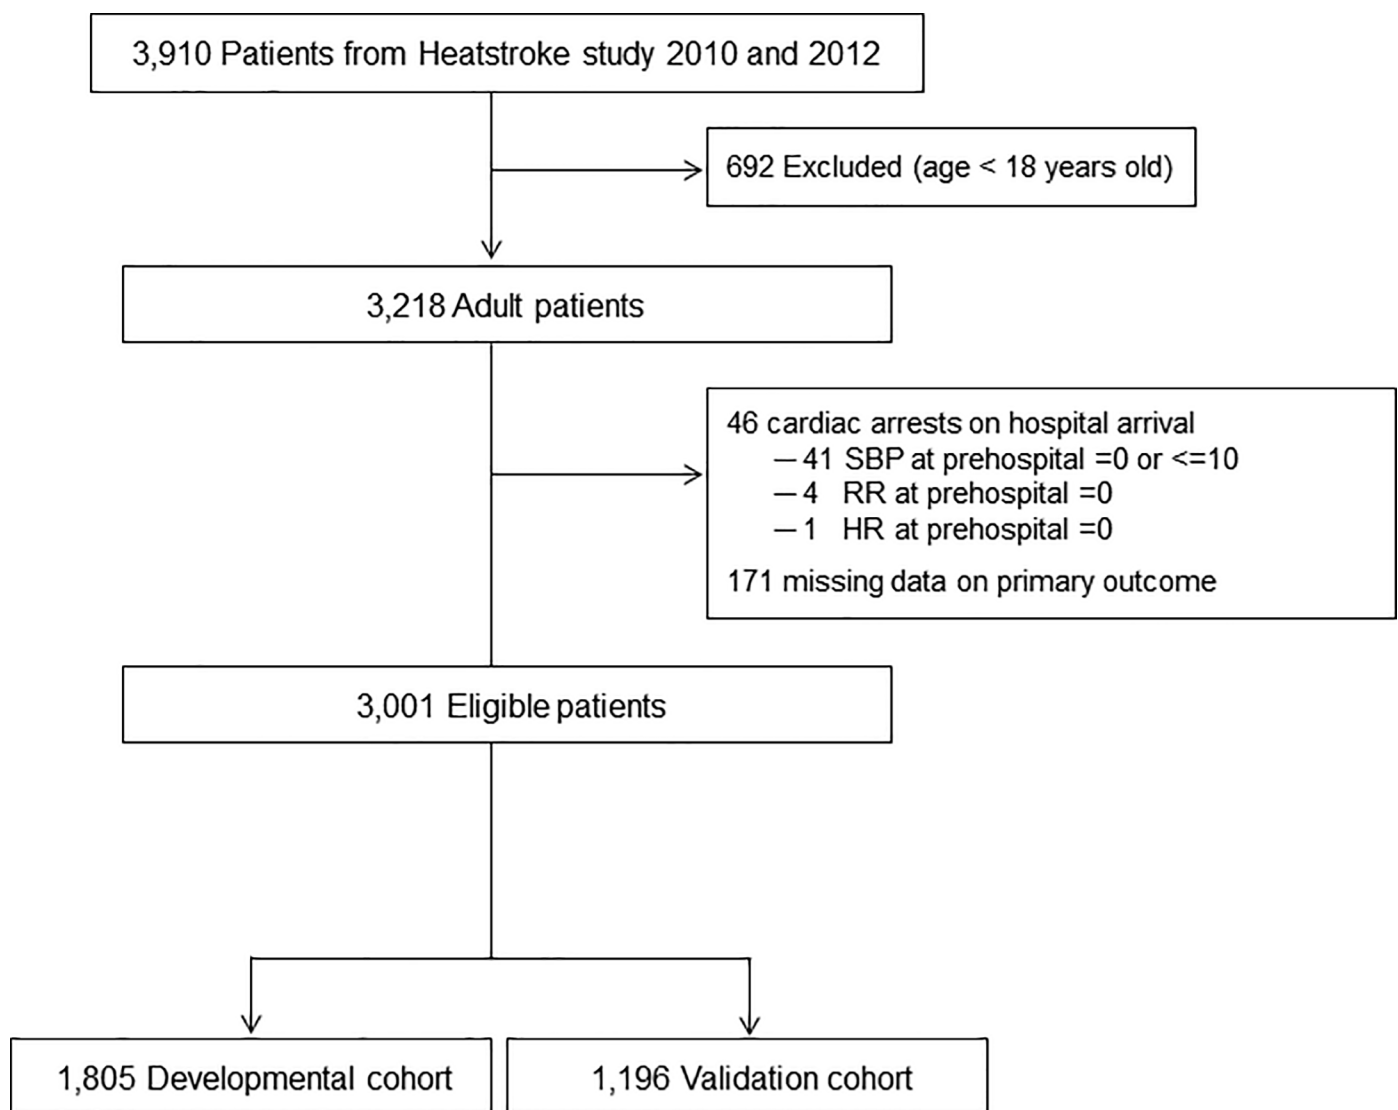 3,910 Patients from Heatstroke study 2010 and 2012
692 Excluded (age < 18 years old)
3,218 Adult patients
46 cardiac arrests on hospital arrival
— 41 SBP at prehospital =0 or <=10
— 4 RR at prehospital =0
— 1 HR at prehospital =0
171 missing data on primary outcome
3,001 Eligible patients
1,805 Developmental cohort
1,196 Validation cohort